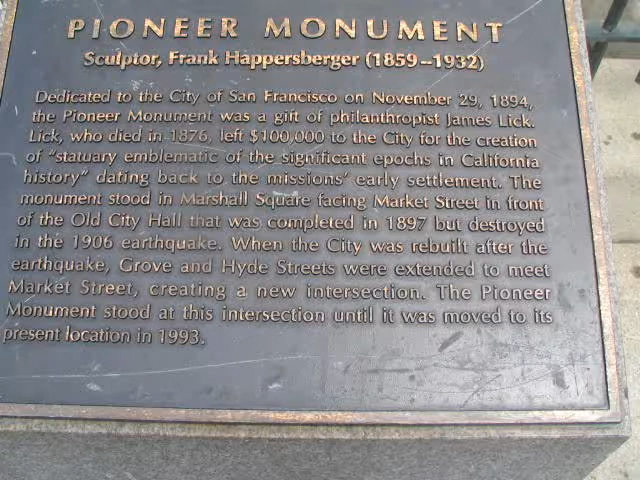 PIONEER MONUMENT
Sculptor, Frank Happersberger (1859–1932)
Dedicated to the City of San Francisco on November 29, 1894,
the Pioneer Monument was a gift of philanthropist James Lick.
Lick, who died in 1876, left $100,000 to the City for the creation
of "statuary emblematic of the significant epochs in California
history" dating back to the missions' early settlement. The
monument stood in Marshall Square facing Market Street in front
of the Old City Hall that was completed in 1897 but destroyed
in the 1906 earthquake. When the City was rebuilt after the
earthquake, Grove and Hyde Streets were extended to meet
Market Street, creating a new intersection. The Pioneer
Monument stood at this intersection until it was moved to its
present location in 1993.